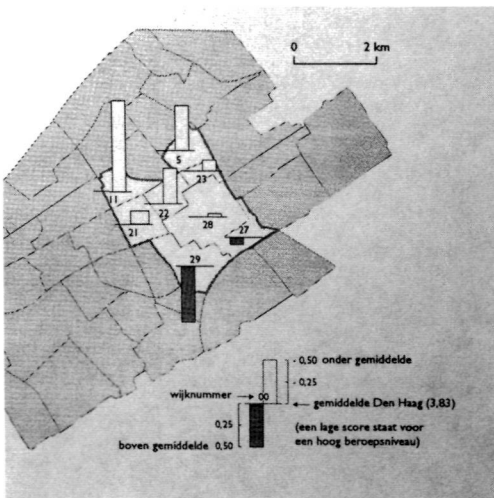 0 2 km
5
23
11
22
21
28
27
29
0,50 onder gemiddelde
0,25
wijknummer → 00
← gemiddelde Den Haag (3,83)
0,25
(een lage score staat voor
een hoog beroepsniveau)
boven gemiddelde 0,50